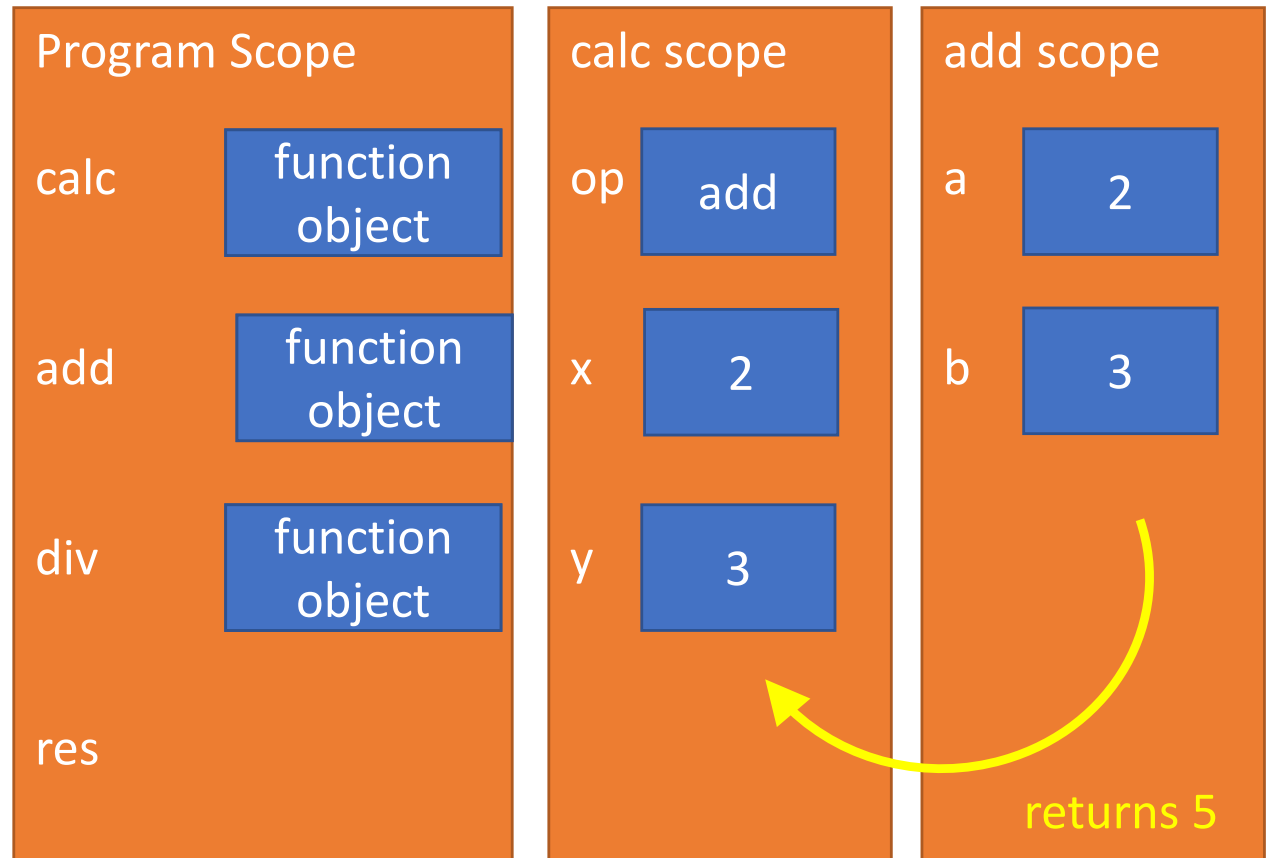 Program Scope
calc
function
object
add
function
object
div
function
object
res
calc scope
op
add
x
2
y
3
add scope
a
2
b
3
returns 5